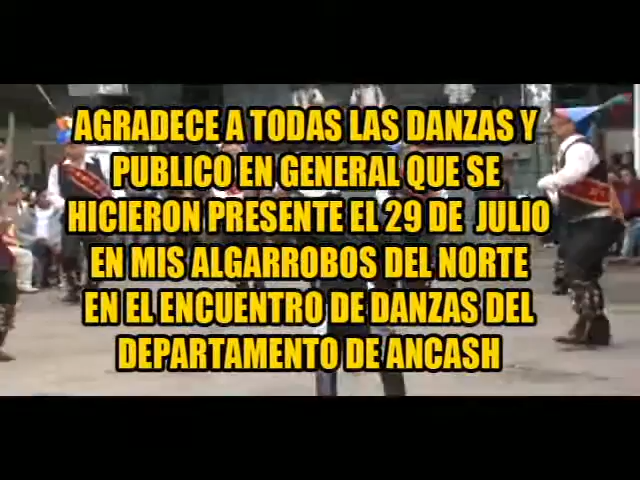 AGRADECE A TODAS LAS DANZAS Y
PUBLICO EN GENERAL QUE SE
HICIERON PRESENTE EL 29 DE JULIO
EN MIS ALGARROBOS DEL NORTE
EN EL ENCUENTRO DE DANZAS DEL
DEPARTAMENTO DE ANCASH